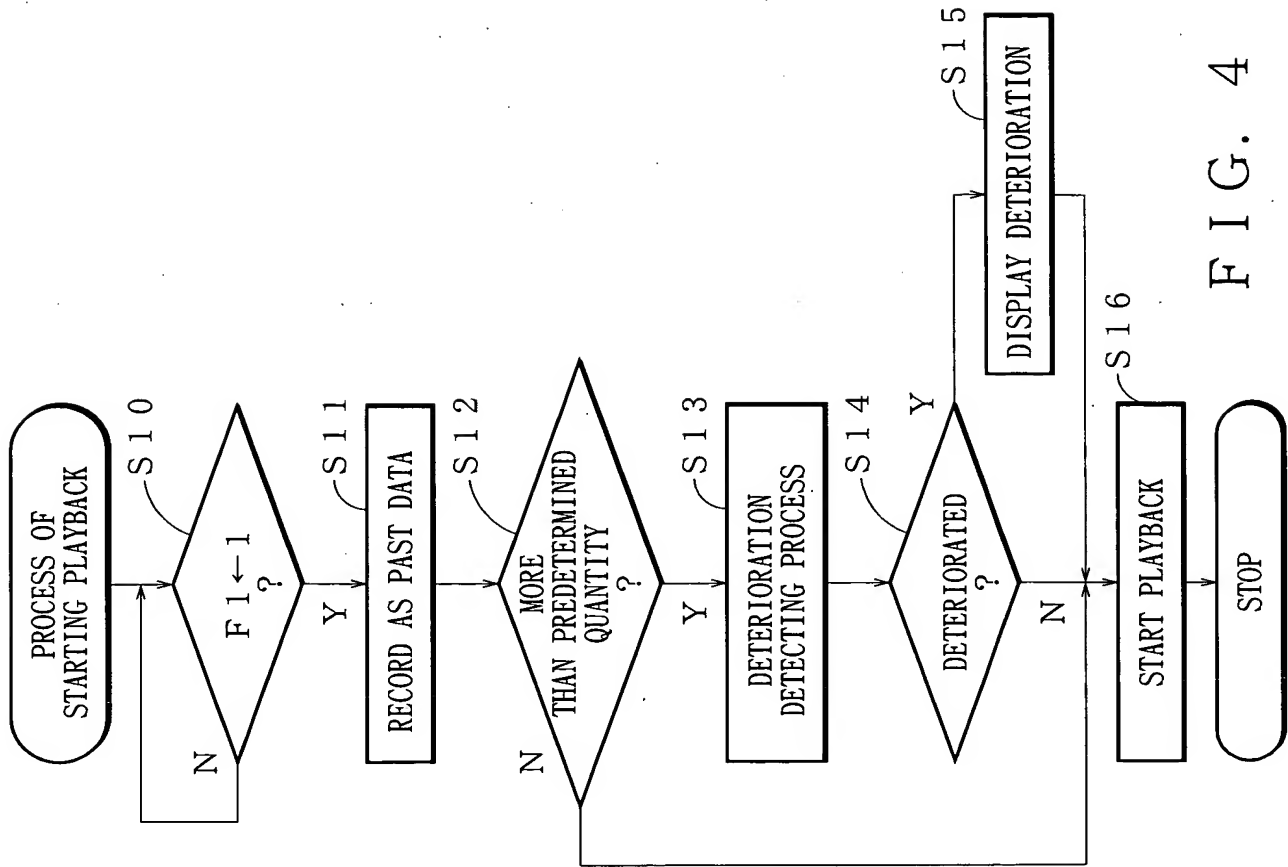 PROCESS OF
STARTING PLAYBACK
S10
F1←1
?
N
Y
S11
RECORD AS PAST DATA
S12
MORE
THAN PREDETERMINED
QUANTITY
?
N
Y
S13
DETERIORATION
DETECTING PROCESS
S14
DETERIORATED
?
Y
N
S15
DISPLAY DETERIORATION
S16
START PLAYBACK
STOP
FIG. 4